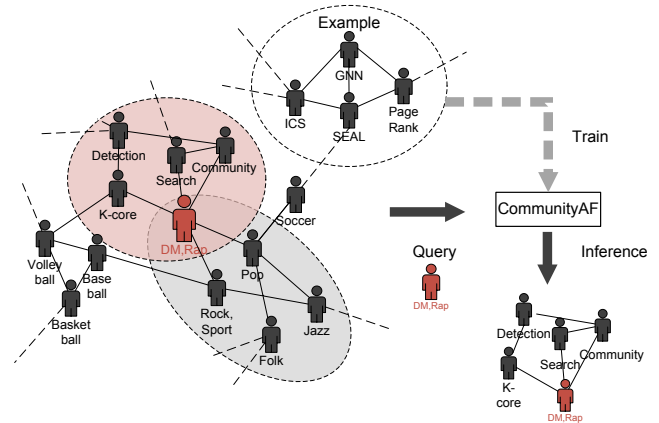 Example
GNN
ICS
SEAL
Page
Rank
Detection
Search
Community
K-core
DM,Rap
Soccer
Volley
ball
Base
ball
Basket
ball
Pop
Rock,
Sport
Jazz
Folk
Train
CommunityAF
Query
DM,Rap
Inference
Detection
Search
Community
K-
core
DM,Rap